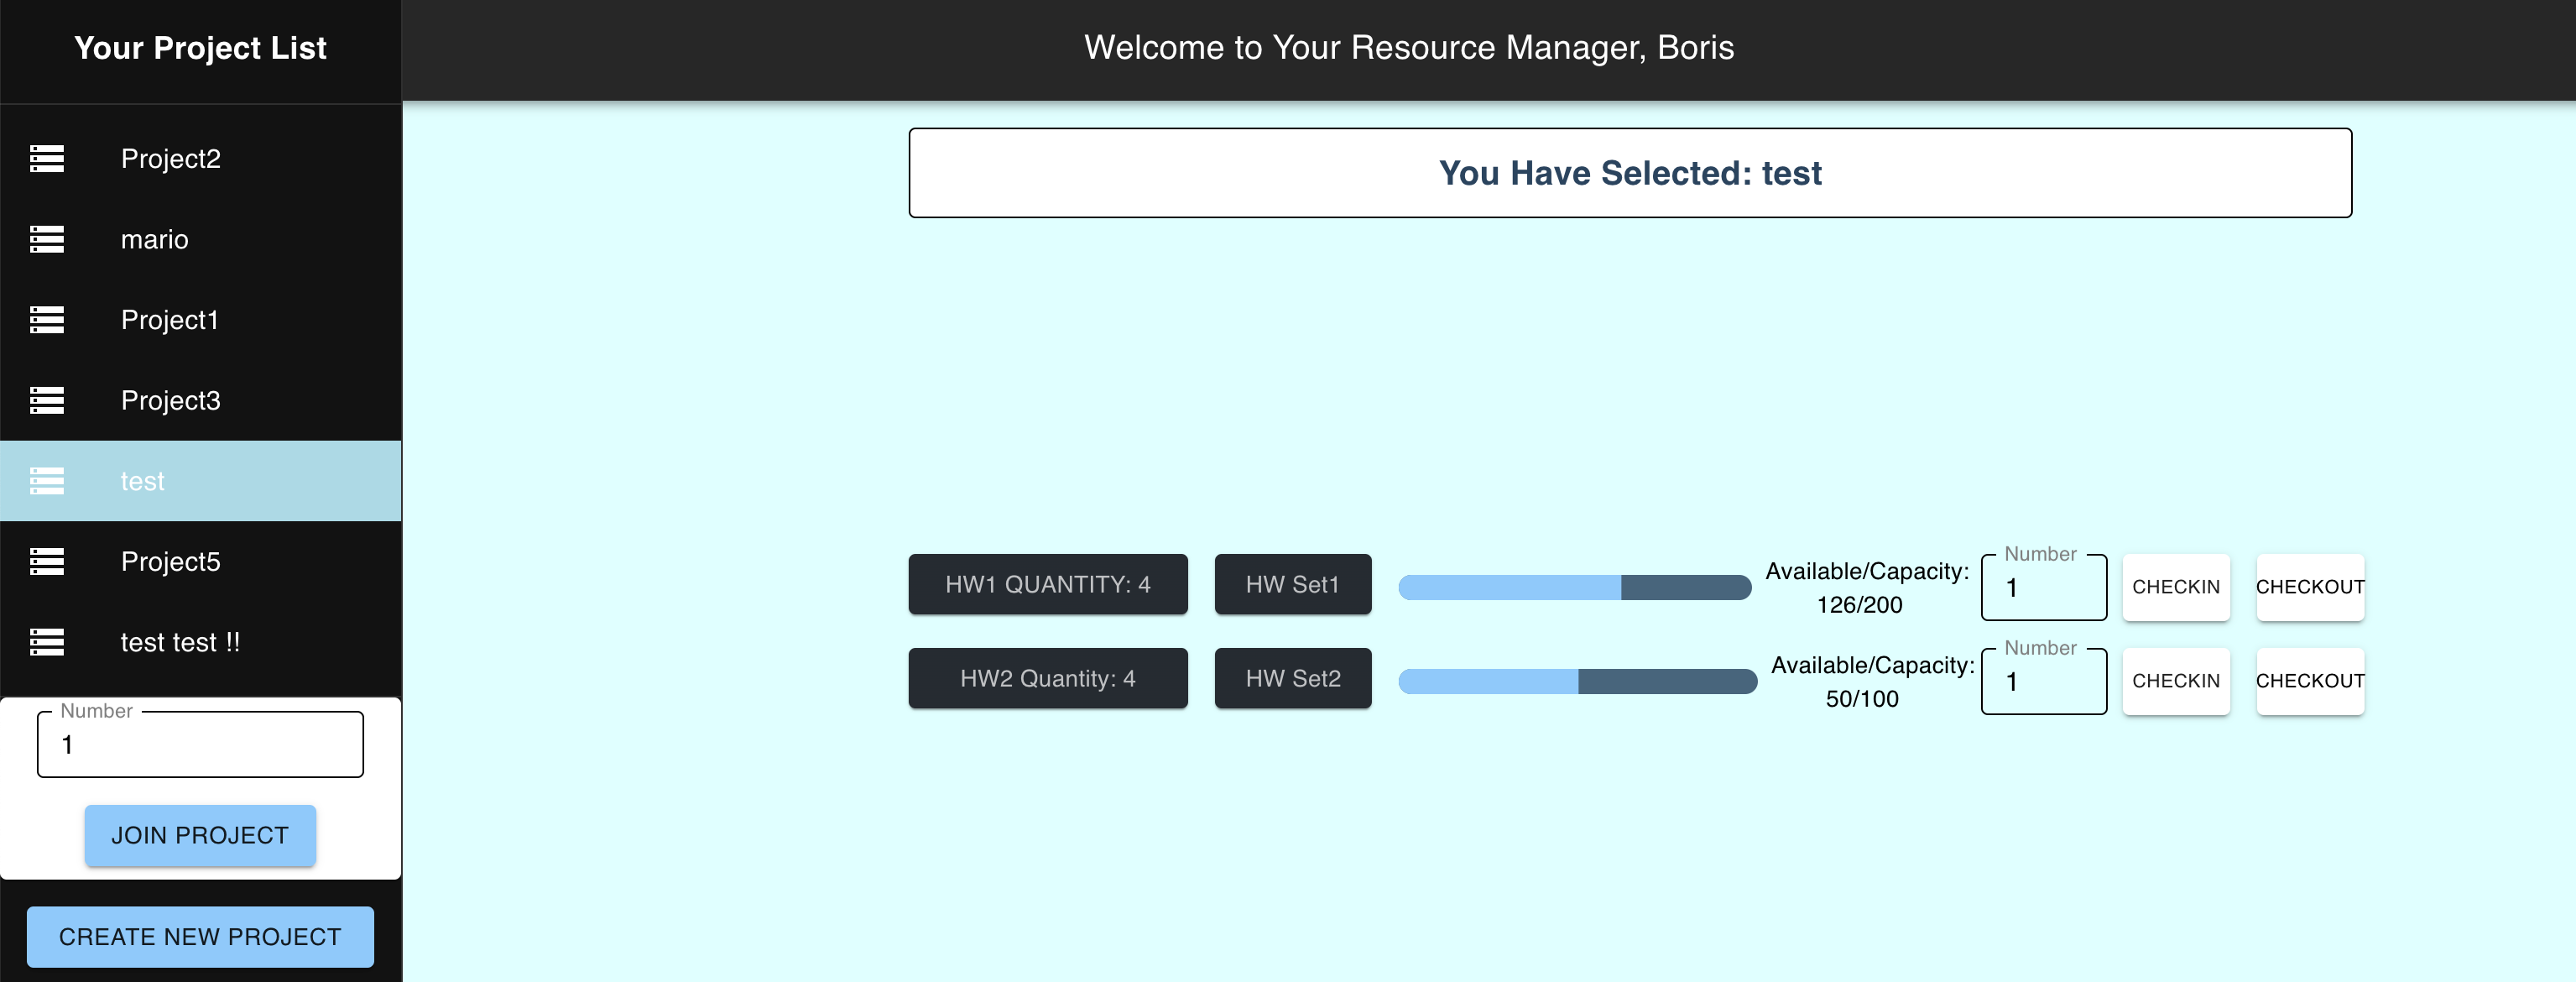 Your Project List
Welcome to Your Resource Manager, Boris
Project2
mario
Project1
Project3
test
Project5
test test !!
Number
1
JOIN PROJECT
CREATE NEW PROJECT
You Have Selected: test
HW1 QUANTITY: 4
HW Set1
Available/Capacity:
126/200
Number
1
CHECKIN
CHECKOUT
HW2 Quantity: 4
HW Set2
Available/Capacity:
50/100
Number
1
CHECKIN
CHECKOUT